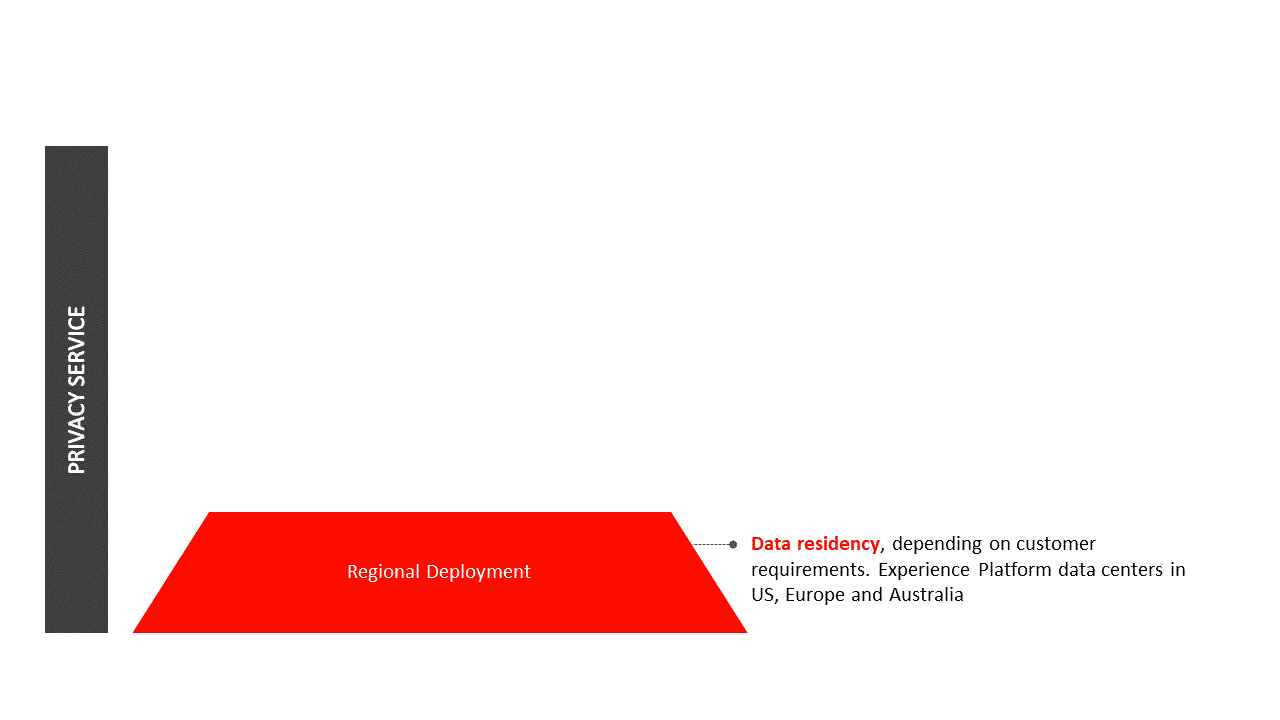 PRIVACY SERVICE
Regional Deployment
Data residency, depending on customer
requirements. Experience Platform data centers in
US, Europe and Australia